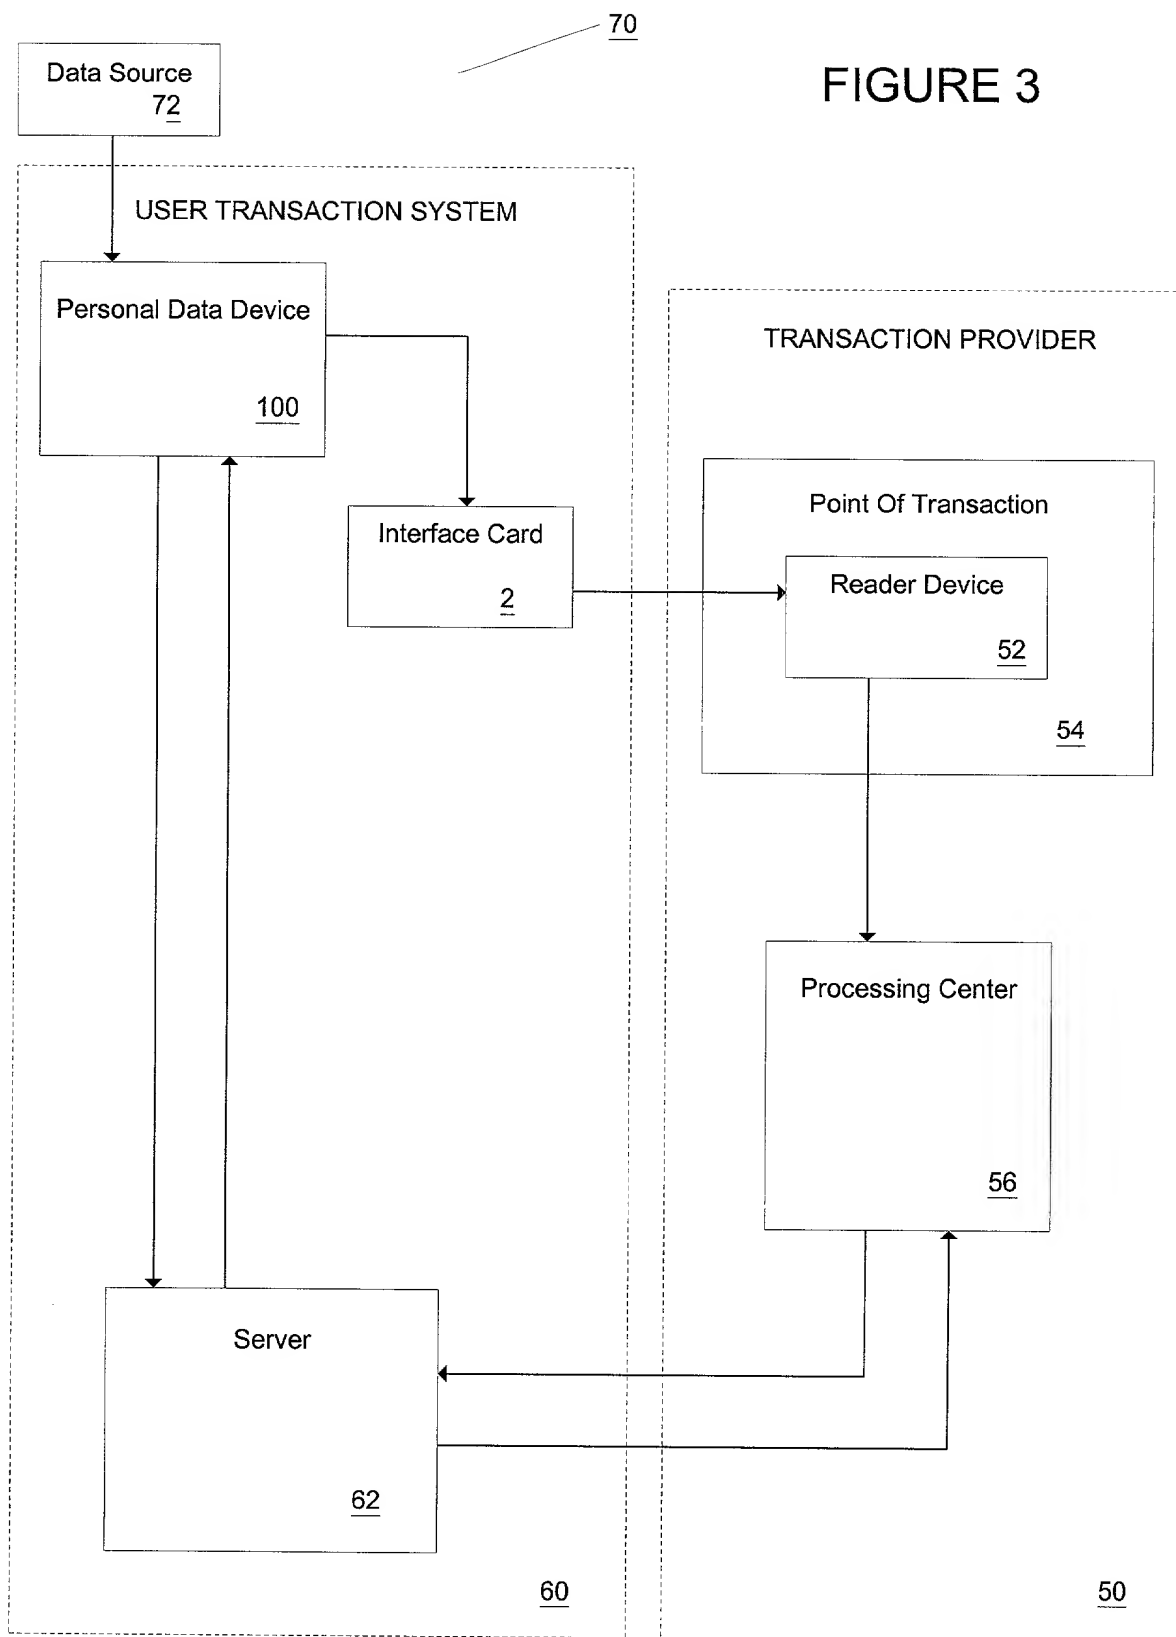 70
FIGURE 3
Data Source
72
USER TRANSACTION SYSTEM
Personal Data Device
100
TRANSACTION PROVIDER
Interface Card
2
Point Of Transaction
Reader Device
52
54
Processing Center
56
Server
62
60
50